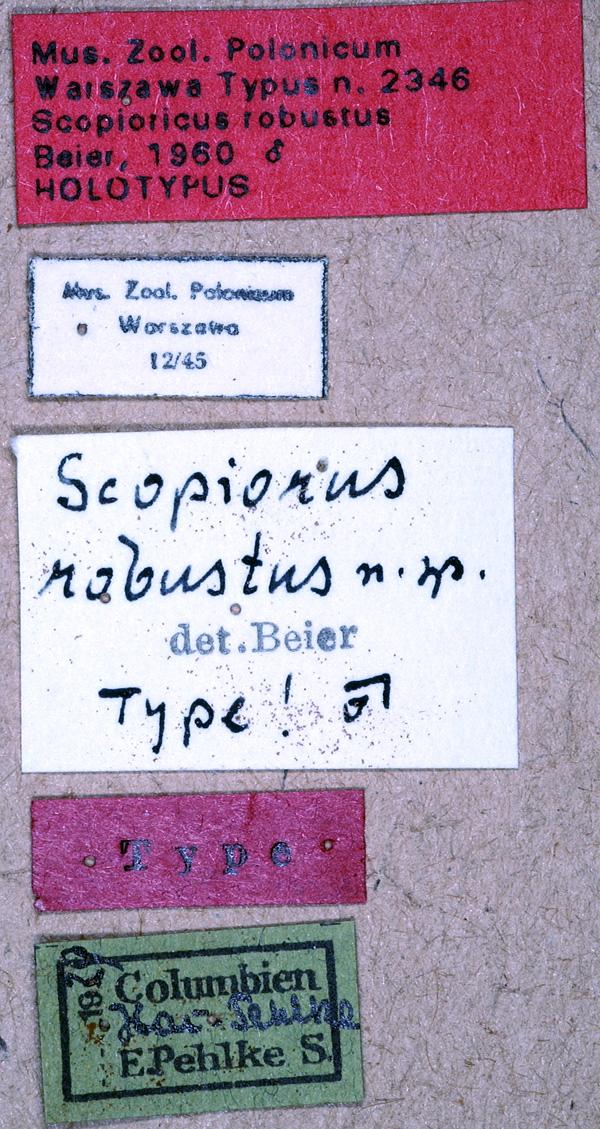 Mus. Zool. Polonicum
Warszawa Typus n. 2346
Scopioricus robustus
Beier, 1960 ♂
HOLOTYPUS
Mus. Zool. Polonicum
Warszawa
12/45
Scopiorus
robustus n. sp.
det. Beier
Type! ♂
Type
Columbien
E. Pehlke S.